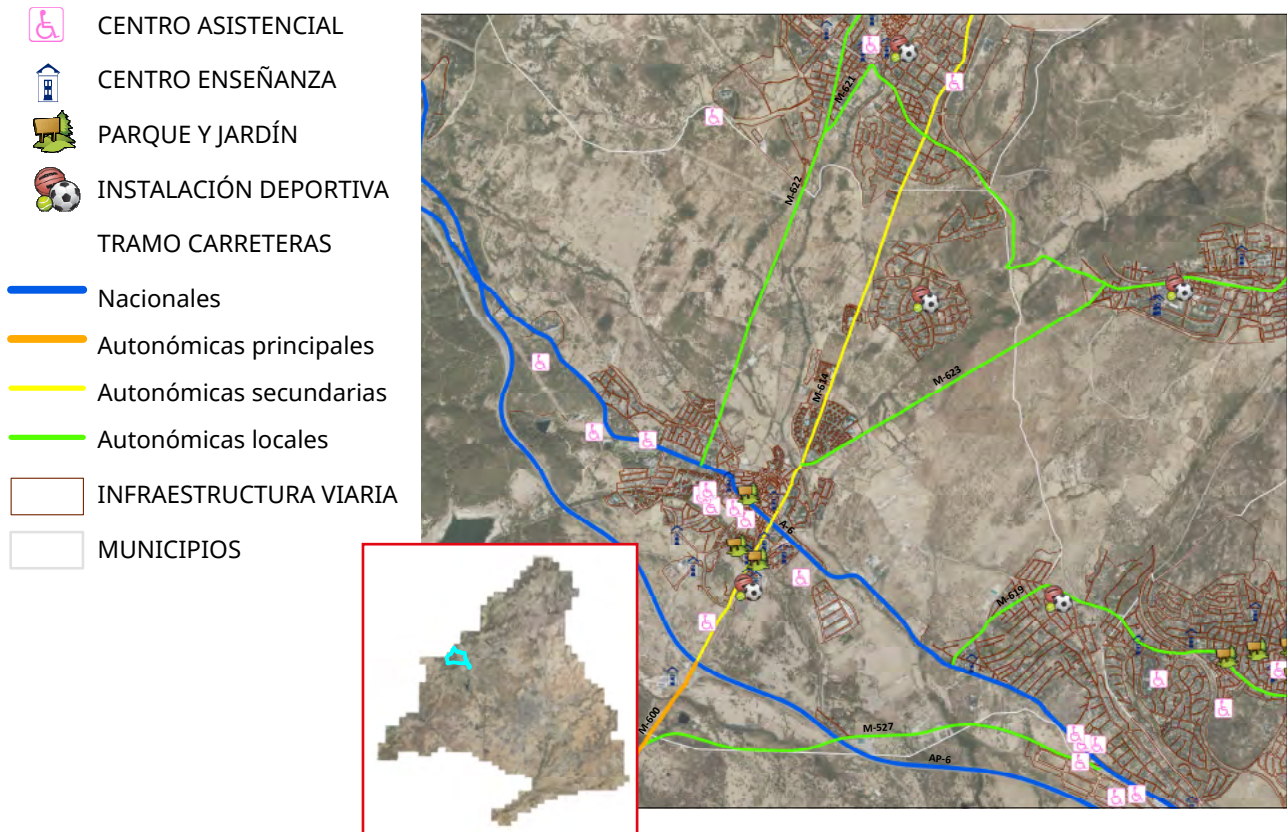 CENTRO ASISTENCIAL
CENTRO ENSEÑANZA
PARQUE Y JARDÍN
INSTALACIÓN DEPORTIVA
TRAMO CARRETERAS
Nacionales
Autonómicas principales
Autonómicas secundarias
Autonómicas locales
INFRAESTRUCTURA VIARIA
MUNICIPIOS
M-621
M-622
M-614
M-623
A-6
M-619
M-600
M-527
AP-6